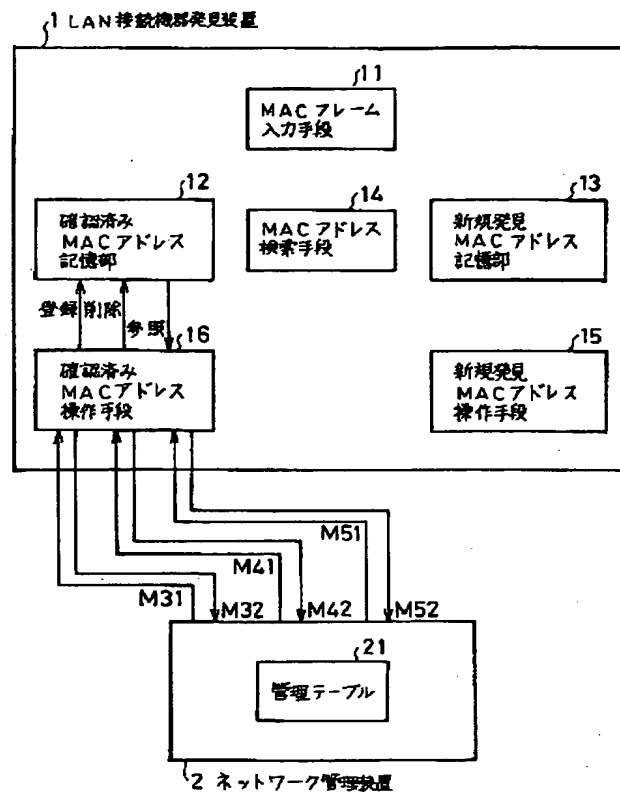 1 LAN接続機器発見装置
11
MACフレーム
入力手段
12
確認済み
MACアドレス
記憶部
14
MACアドレス
検索手段
13
新規発見
MACアドレス
記憶部
登録 削除
参照
16
確認済み
MACアドレス
操作手段
15
新規発見
MACアドレス
操作手段
M51
M41
M31
M32
M42
M52
21
管理テーブル
2 ネットワーク管理装置